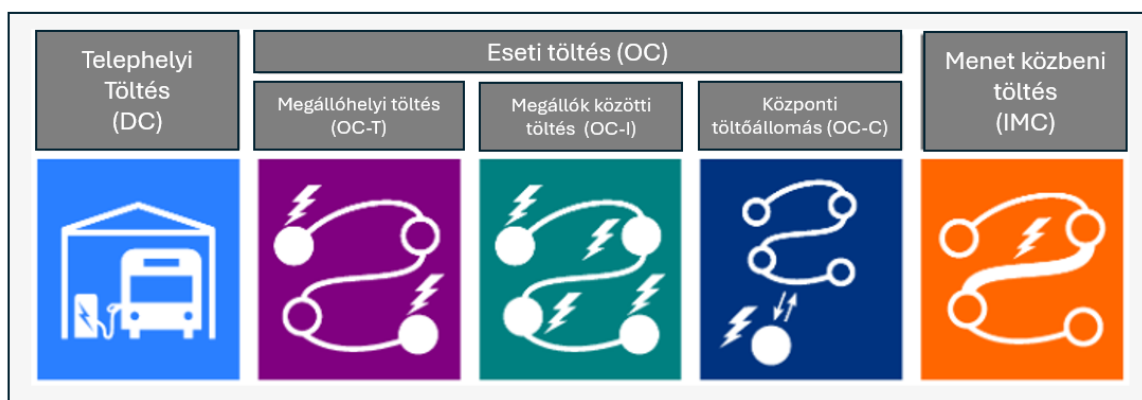 Telephelyi
Töltés
(DC)
Eseti töltés (OC)
Megállóhelyi töltés
(OC-T)
Megállók közötti
töltés (OC-I)
Központi
töltőállomás (OC-C)
Menet közbeni
töltés
(IMC)